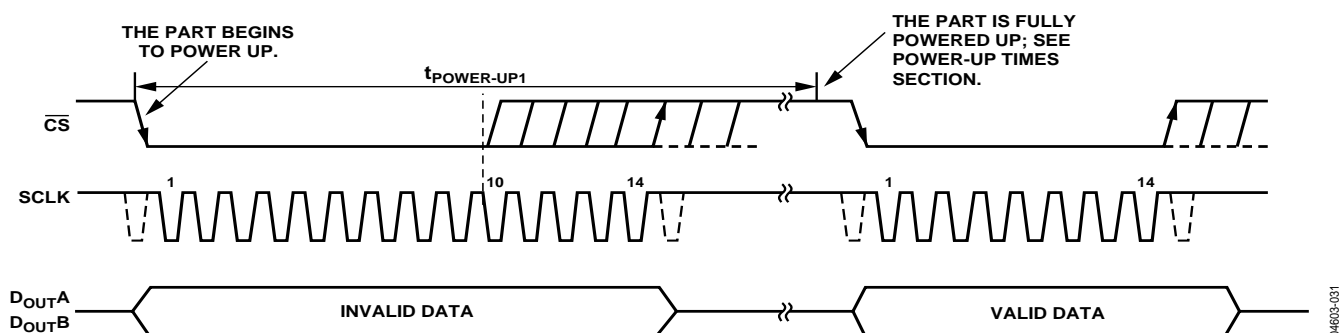 THE PART BEGINS
TO POWER UP.
THE PART IS FULLY
POWERED UP; SEE
POWER-UP TIMES
SECTION.
tPOWER-UP1
CS
SCLK
1
10
14
1
14
DOUTA
DOUTB
INVALID DATA
VALID DATA
04603-031